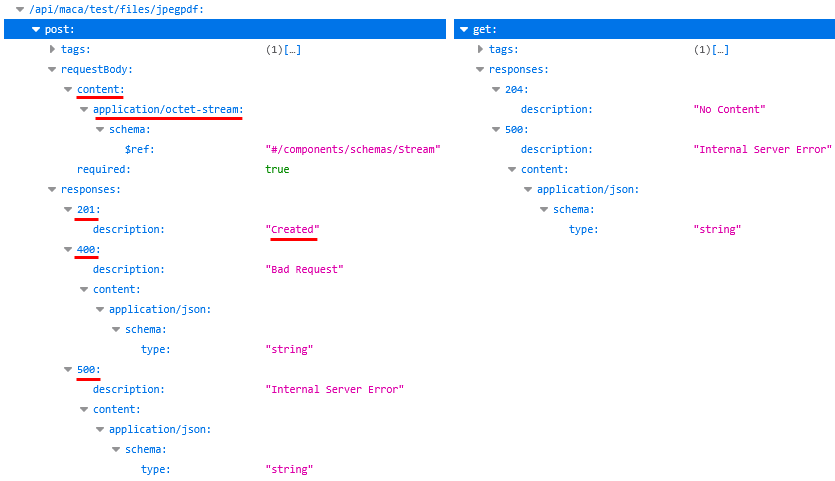 /api/maca/test/files/jpegpdf:
post:
tags: (1)[…]
requestBody:
content:
application/octet-stream:
schema:
$ref: "#/components/schemas/Stream"
required: true
responses:
201:
description: "Created"
400:
description: "Bad Request"
content:
application/json:
schema:
type: "string"
500:
description: "Internal Server Error"
content:
application/json:
schema:
type: "string"
get:
tags: (1)[…]
responses:
204:
description: "No Content"
500:
description: "Internal Server Error"
content:
application/json:
schema:
type: "string"